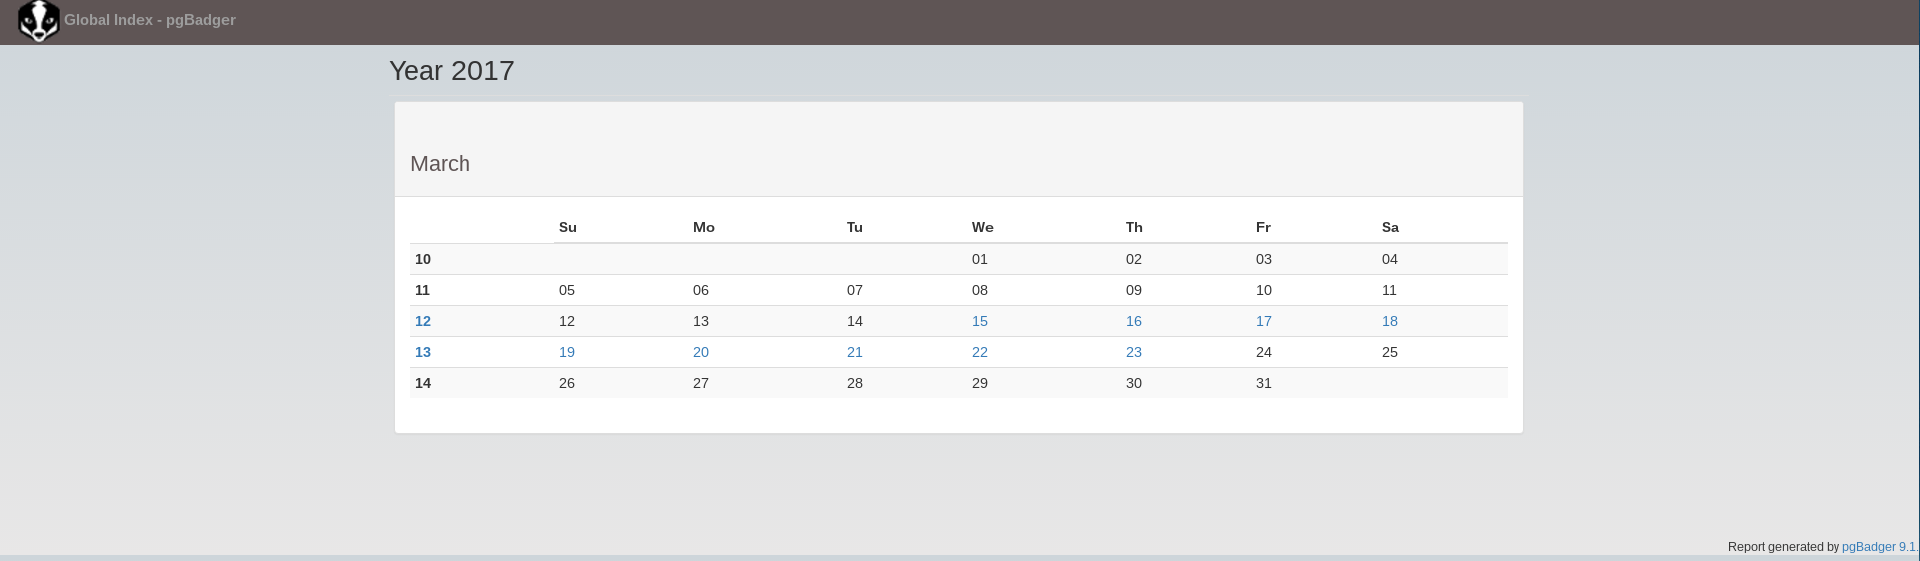 Global Index - pgBadger
Year 2017
March
Su Mo Tu We Th Fr Sa
10 01 02 03 04
11 05 06 07 08 09 10 11
12 12 13 14 15 16 17 18
13 19 20 21 22 23 24 25
14 26 27 28 29 30 31
Report generated by pgBadger 9.1.